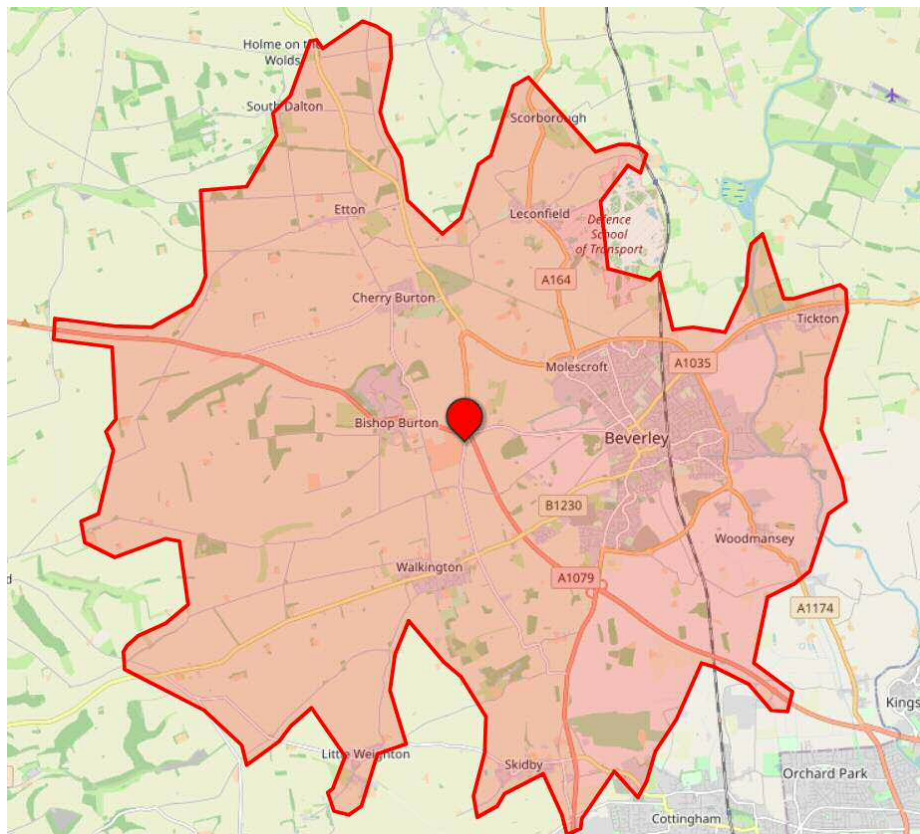 Holme on the
Wolds
South Dalton
Scorborough
Etton
Leconfield
Defence
School
of Transport
A164
Cherry Burton
Tickton
A1035
Molescroft
Bishop Burton
Beverley
B1230
Woodmansey
Walkington
A1079
A1174
Kings
Little Weighton
Skidby
Orchard Park
Cottingham
d